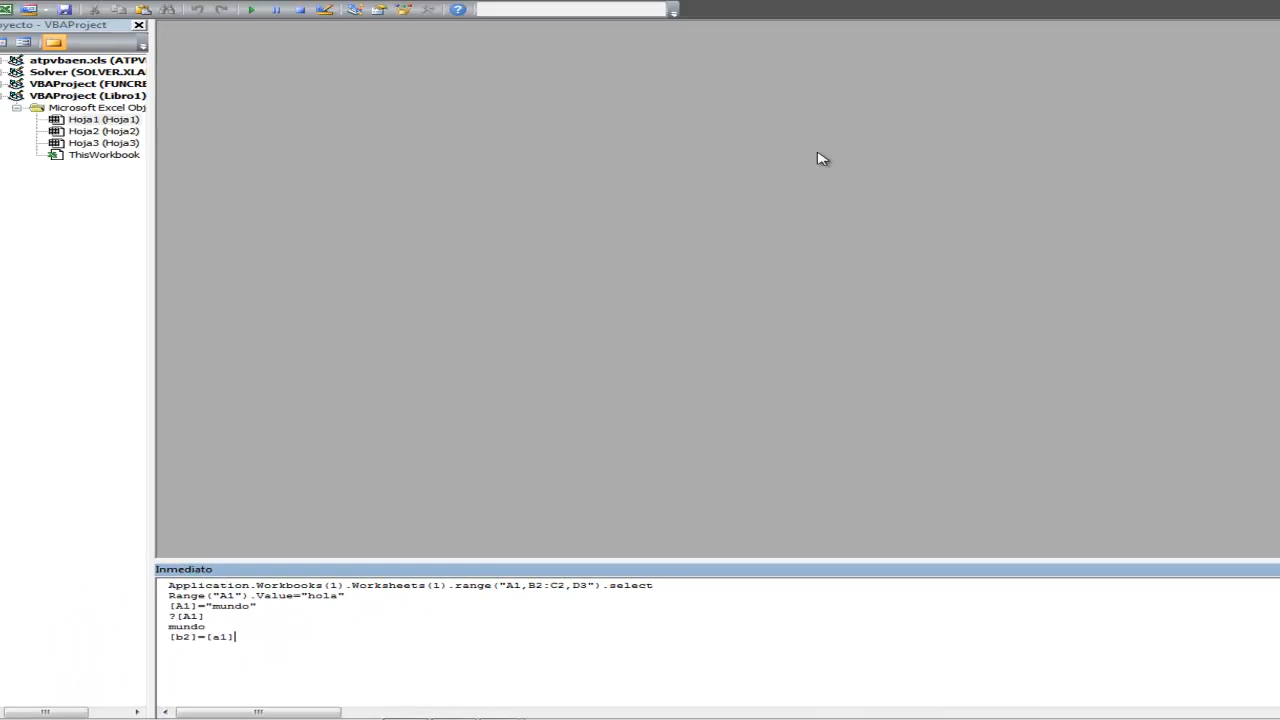 oyecto - VBAProject
atpvbaen.xls (ATPV
Solver (SOLVER.XLA
VBAProject (FUNCRE
VBAProject (Libro1)
Microsoft Excel Obj
Hoja1 (Hoja1)
Hoja2 (Hoja2)
Hoja3 (Hoja3)
ThisWorkbook
Inmediato
Application.Workbooks(1).Worksheets(1).range("A1,B2:C2,D3").select
Range("A1").Value="hola"
[A1]="mundo"
?[A1]
mundo
[b2]=[a1]